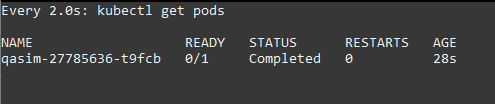 Every 2.0s: kubectl get pods
NAME READY STATUS RESTARTS AGE
qasim-27785636-t9fcb 0/1 Completed 0 28s